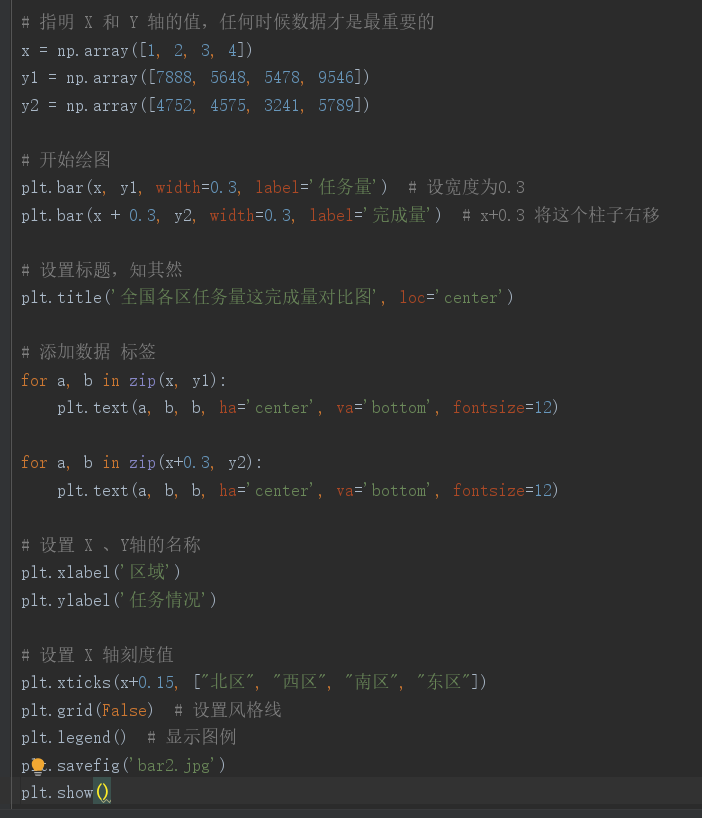 # 指明 X 和 Y 轴的值，任何时候数据才是最重要的
x = np.array([1, 2, 3, 4])
y1 = np.array([7888, 5648, 5478, 9546])
y2 = np.array([4752, 4575, 3241, 5789])
# 开始绘图
plt.bar(x, y1, width=0.3, label='任务量')  # 设宽度为0.3
plt.bar(x + 0.3, y2, width=0.3, label='完成量')  # x+0.3 将这个柱子右移
# 设置标题，知其然
plt.title('全国各区任务量这完成量对比图', loc='center')
# 添加数据 标签
for a, b in zip(x, y1):
    plt.text(a, b, b, ha='center', va='bottom', fontsize=12)
for a, b in zip(x+0.3, y2):
    plt.text(a, b, b, ha='center', va='bottom', fontsize=12)
# 设置 X 、Y轴的名称
plt.xlabel('区域')
plt.ylabel('任务情况')
# 设置 X 轴刻度值
plt.xticks(x+0.15, ["北区", "西区", "南区", "东区"])
plt.grid(False)  # 设置风格线
plt.legend()  # 显示图例
plt.savefig('bar2.jpg')
plt.show()